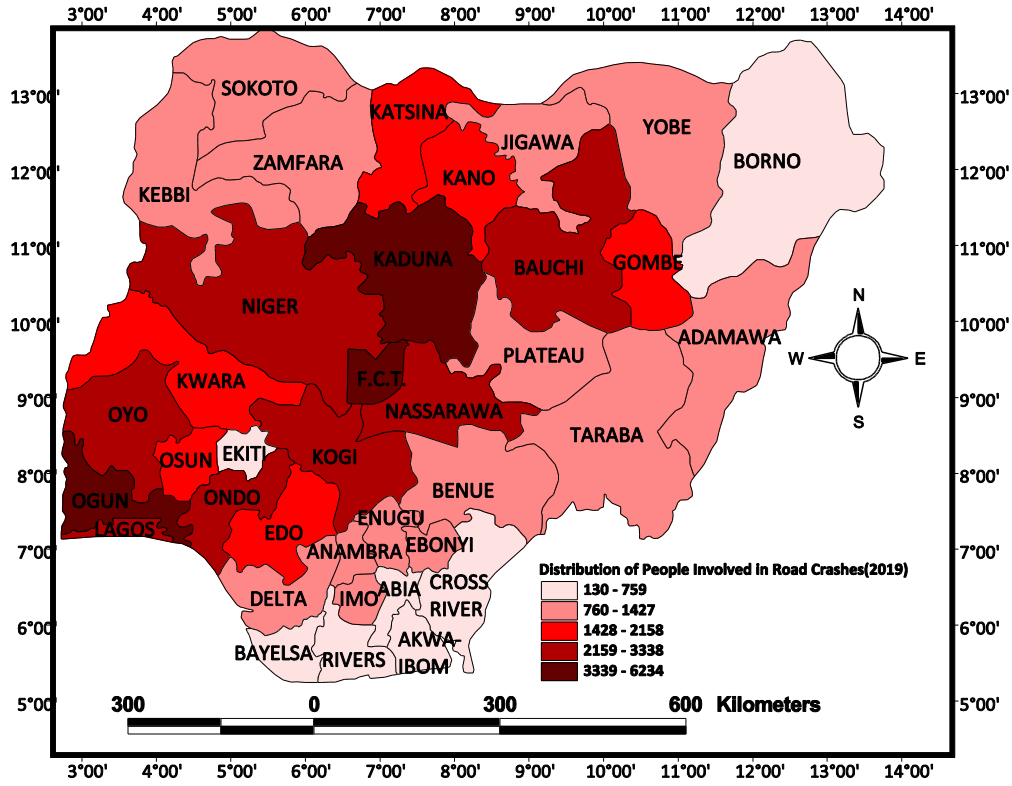 3°00' 4°00' 5°00' 6°00' 7°00' 8°00' 9°00' 10°00' 11°00' 12°00' 13°00' 14°00'
13°00' 13°00'
SOKOTO
KATSINA
YOBE
JIGAWA
ZAMFARA
BORNO
12°00' 12°00'
KANO
KEBBI
11°00' 11°00'
KADUNA
BAUCHI
GOMBE
NIGER
N
10°00' 10°00'
ADAMAWA
PLATEAU
W E
KWARA
F.C.T.
9°00' 9°00'
OYO
NASSARAWA
S
TARABA
EKITI
OSUN
KOGI
8°00' 8°00'
BENUE
ONDO
OGUN
ENUGU
LAGOS
EDO
EBONYI
7°00' 7°00'
ANAMBRA
Distribution of People Involved in Road Crashes(2019)
CROSS
RIVER
ABIA
130 - 759
DELTA
IMO
760 - 1427
6°00' 6°00'
1428 - 2158
AKWA-
IBOM
BAYELSA
RIVERS
2159 - 3338
3339 - 6234
5°00' 5°00'
300 0 300 600 Kilometers
3°00' 4°00' 5°00' 6°00' 7°00' 8°00' 9°00' 10°00' 11°00' 12°00' 13°00' 14°00'